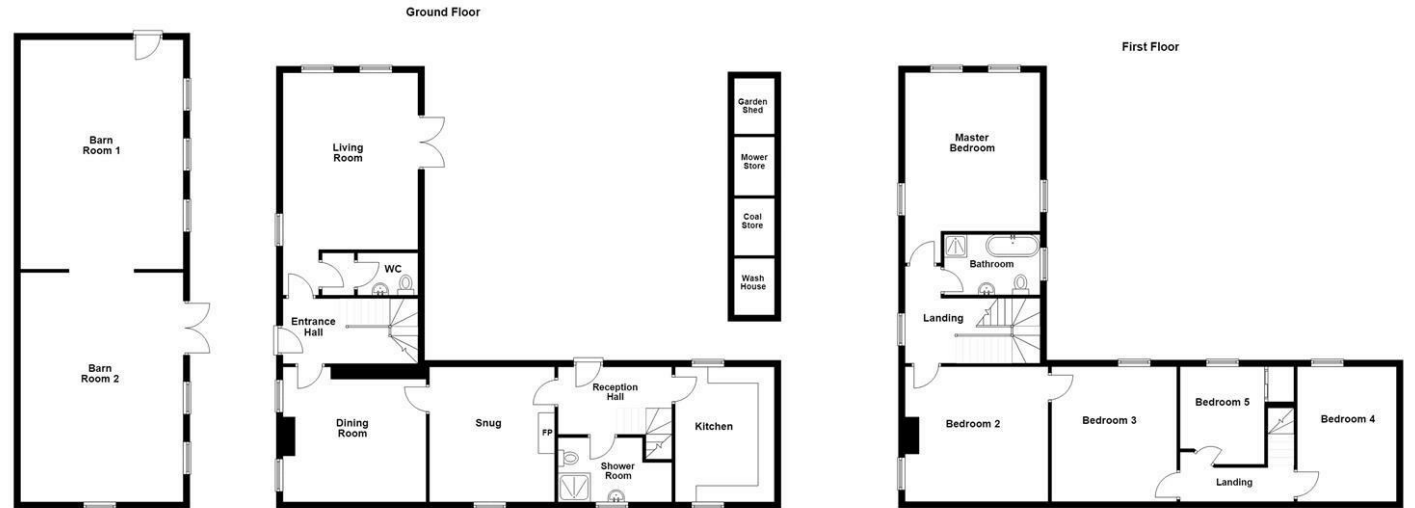 Ground Floor
First Floor
Barn
Room 1
Barn
Room 2
Living
Room
WC
Entrance
Hall
Dining
Room
Snug
FP
Reception
Hall
Shower
Room
Kitchen
Garden
Shed
Mower
Store
Coal
Store
Wash
House
Master
Bedroom
Bathroom
Landing
Bedroom 2
Bedroom 3
Bedroom 5
Landing
Bedroom 4